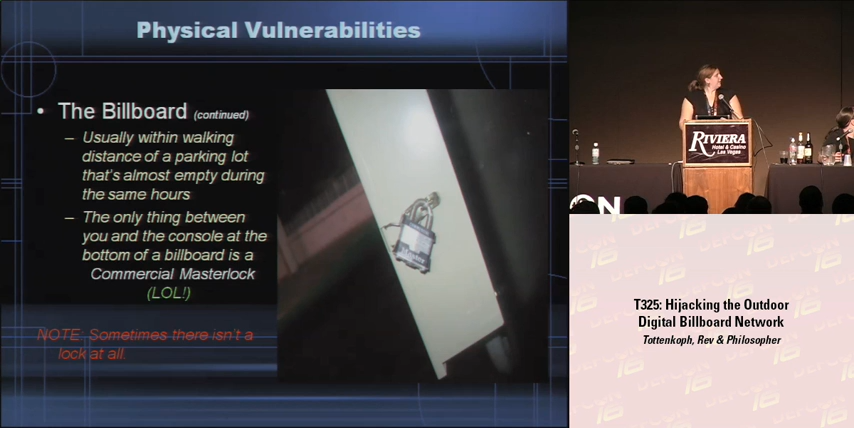 Physical Vulnerabilities
• The Billboard (continued)
– Usually within walking
distance of a parking lot
that's almost empty during
the same hours
– The only thing between
you and the console at the
bottom of a billboard is a
Commercial Masterlock
(LOL!)
NOTE: Sometimes there isn't a
lock at all.
RIVIERA
Hotel & Casino
Las Vegas
T325: Hijacking the Outdoor
Digital Billboard Network
Tottenkoph, Rev & Philosopher
DEFCON
16